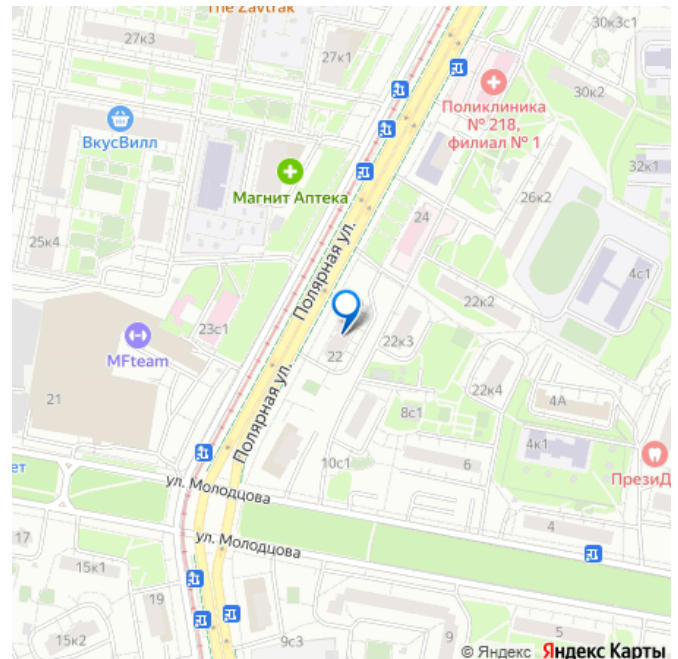 The Zavtrak
27к3
27к1
30к3с1
30к2
Поликлиника
№ 218,
филиал № 1
ВкусВилл
Магнит Аптека
32к1
26к2
24
25к4
4с1
Полярная ул.
22к2
23с1
MFteam
22
22к3
22к4
4А
21
8с1
Полярная ул.
4к1
10с1
6
ет
ПрезиД
ул. Молодцова
4
17
ул. Молодцова
15к1
19
15к2
9с3
5
© Яндекс Яндекс Карты